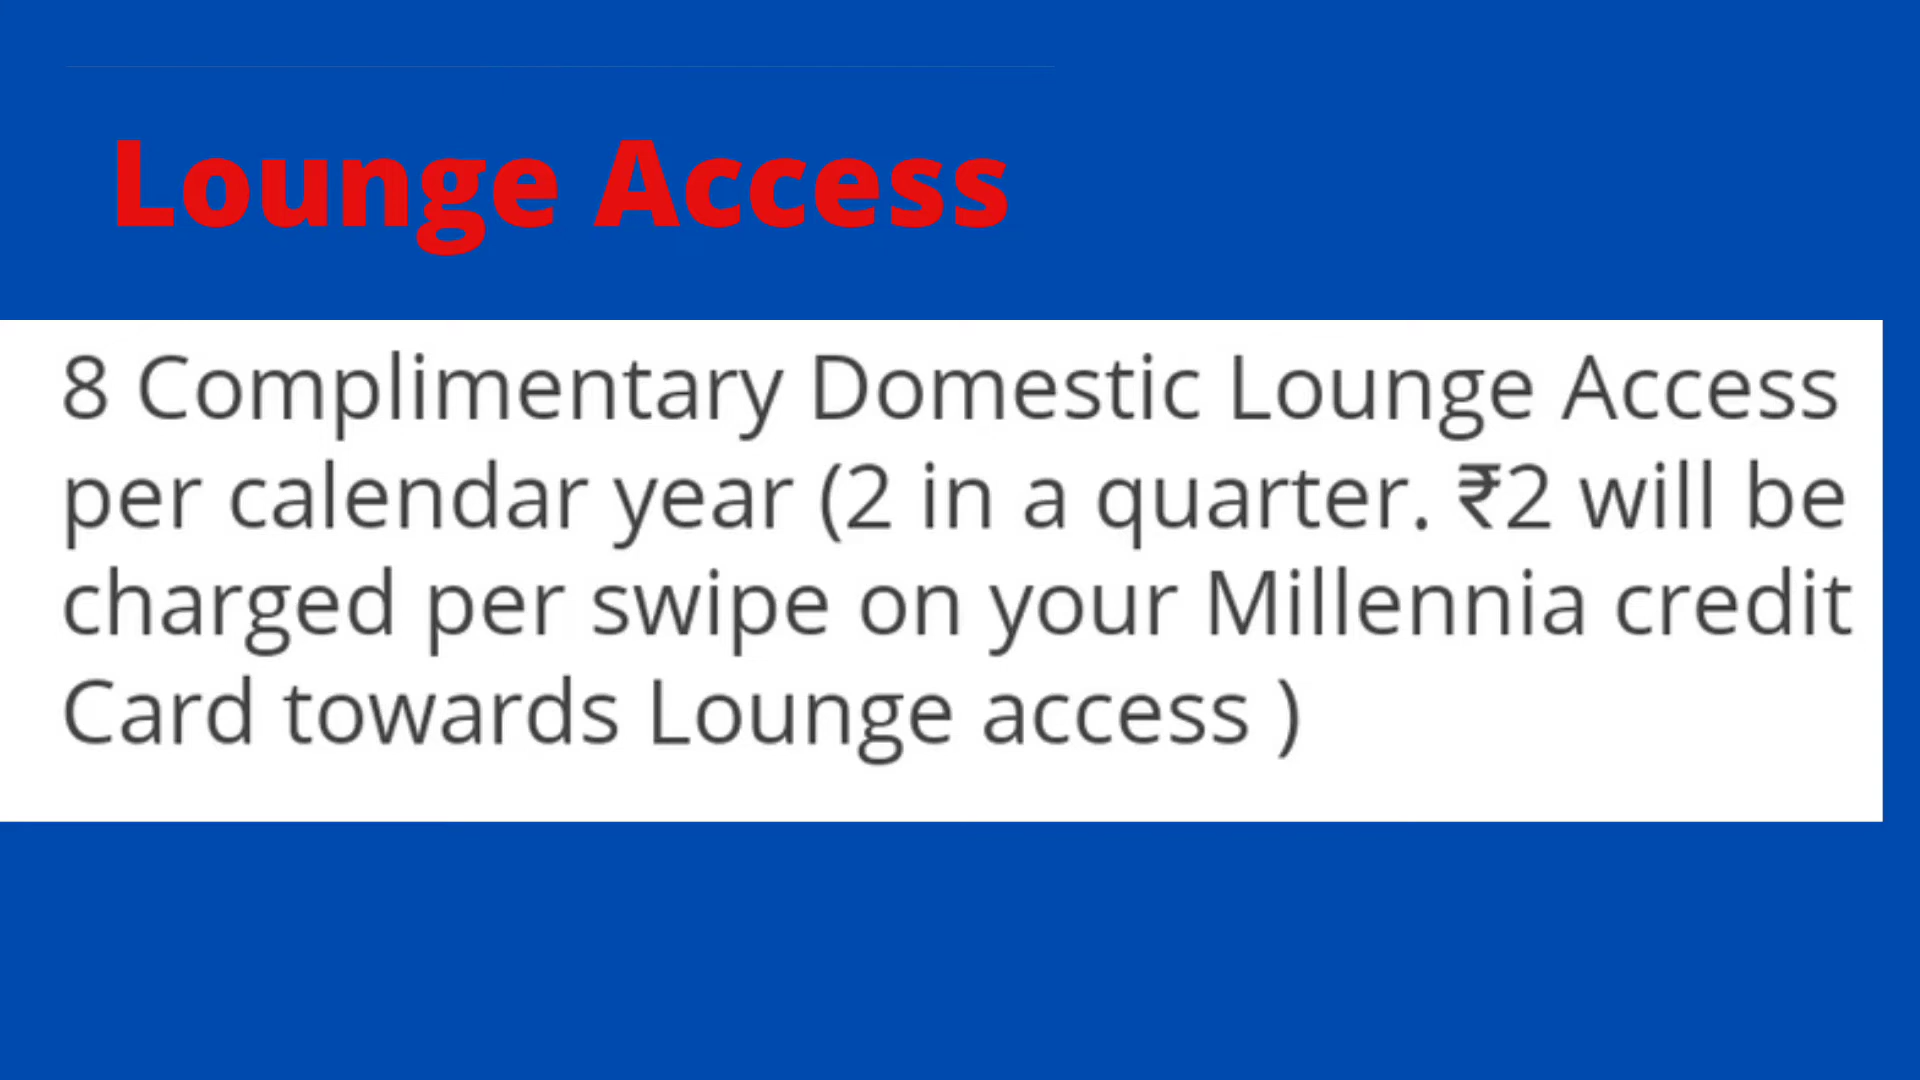 Lounge Access
8 Complimentary Domestic Lounge Access
per calendar year (2 in a quarter. ₹2 will be
charged per swipe on your Millennia credit
Card towards Lounge access )